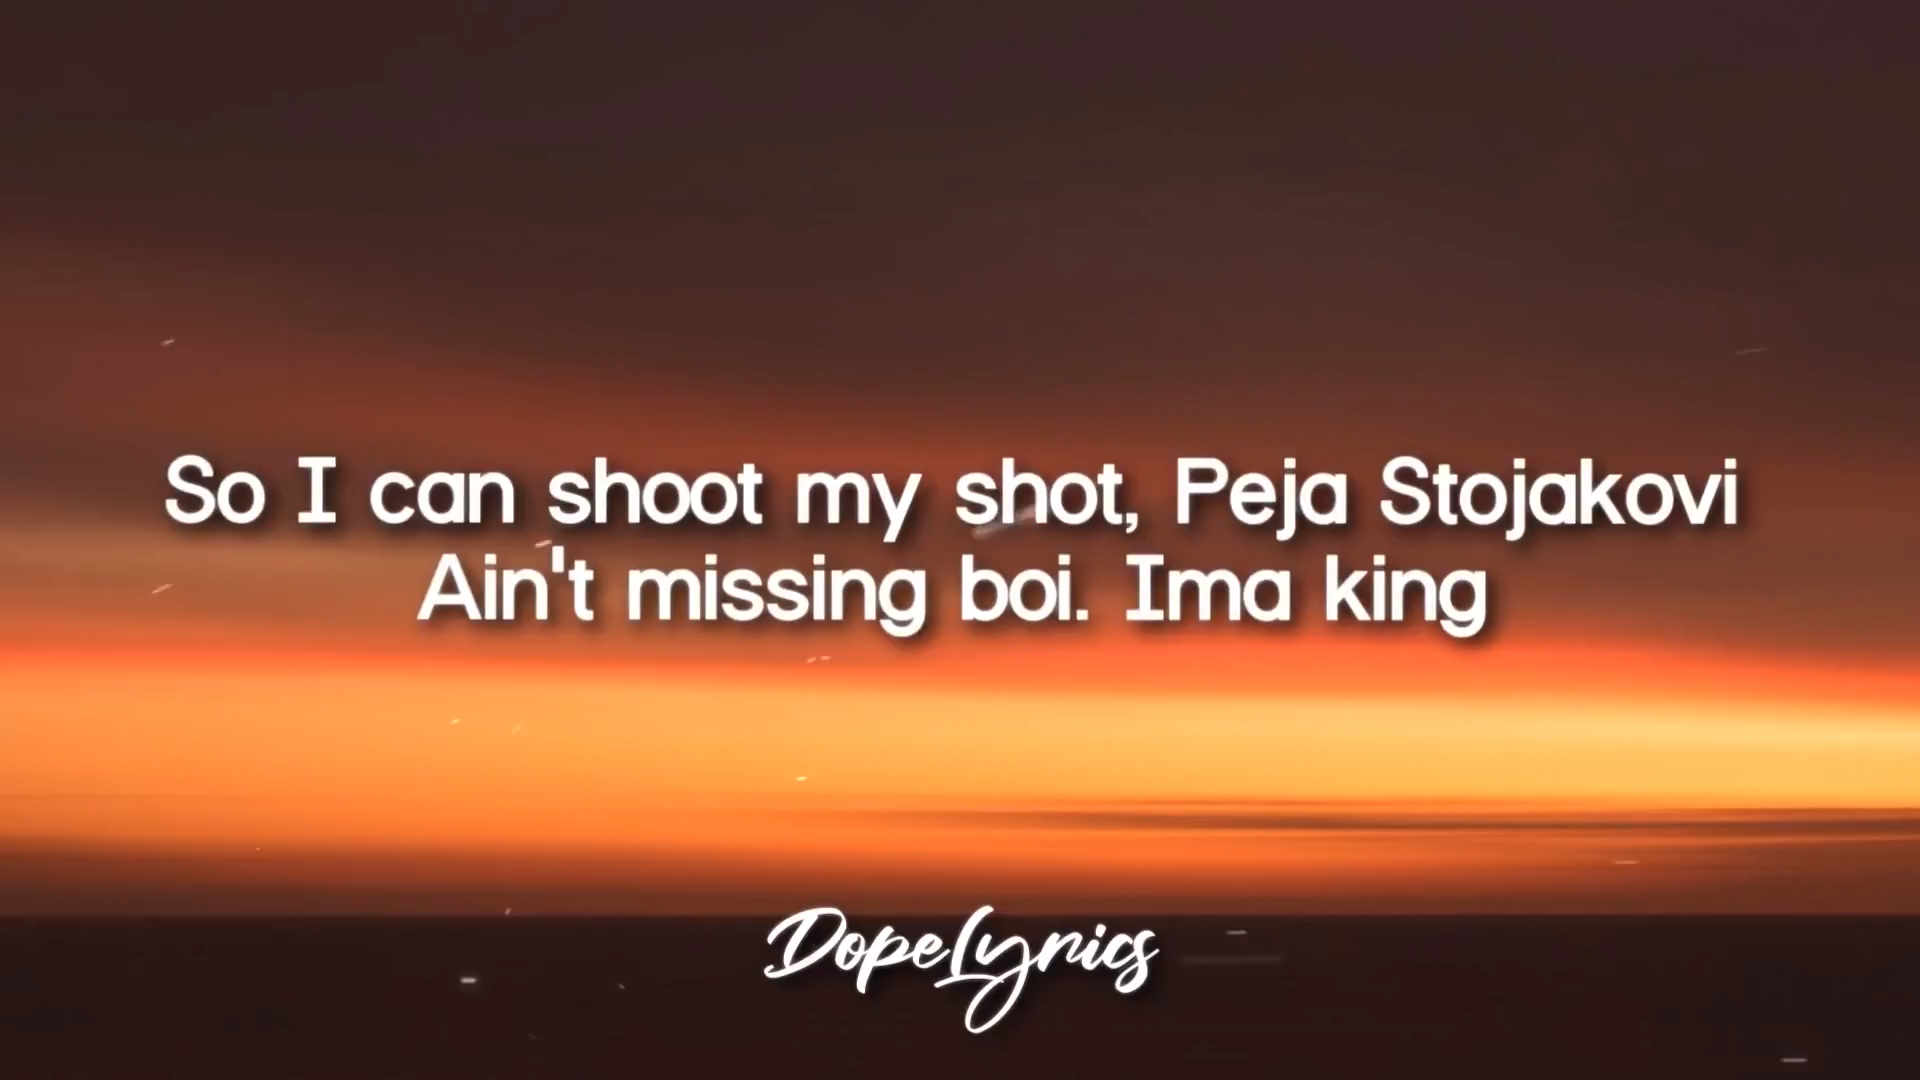 So I can shoot my shot, Peja Stojakovi
Ain't missing boi. Ima king
DopeLyrics